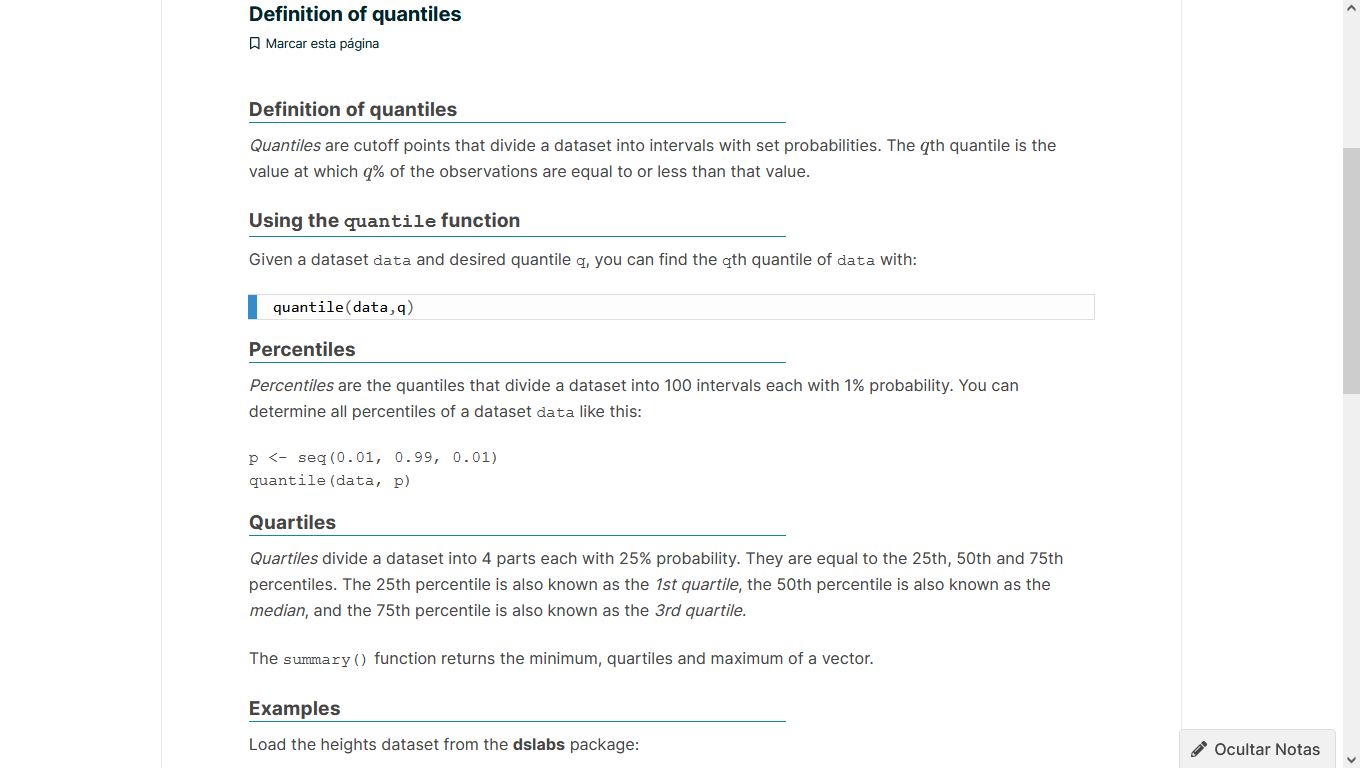 Definition of quantiles
Marcar esta página
Definition of quantiles
Quantiles are cutoff points that divide a dataset into intervals with set probabilities. The qth quantile is the
value at which q% of the observations are equal to or less than that value.
Using the quantile function
Given a dataset data and desired quantile q, you can find the qth quantile of data with:
quantile(data,q)
Percentiles
Percentiles are the quantiles that divide a dataset into 100 intervals each with 1% probability. You can
determine all percentiles of a dataset data like this:
p <- seq(0.01, 0.99, 0.01)
quantile(data, p)
Quartiles
Quartiles divide a dataset into 4 parts each with 25% probability. They are equal to the 25th, 50th and 75th
percentiles. The 25th percentile is also known as the 1st quartile, the 50th percentile is also known as the
median, and the 75th percentile is also known as the 3rd quartile.
The summary() function returns the minimum, quartiles and maximum of a vector.
Examples
Load the heights dataset from the dslabs package:
Ocultar Notas